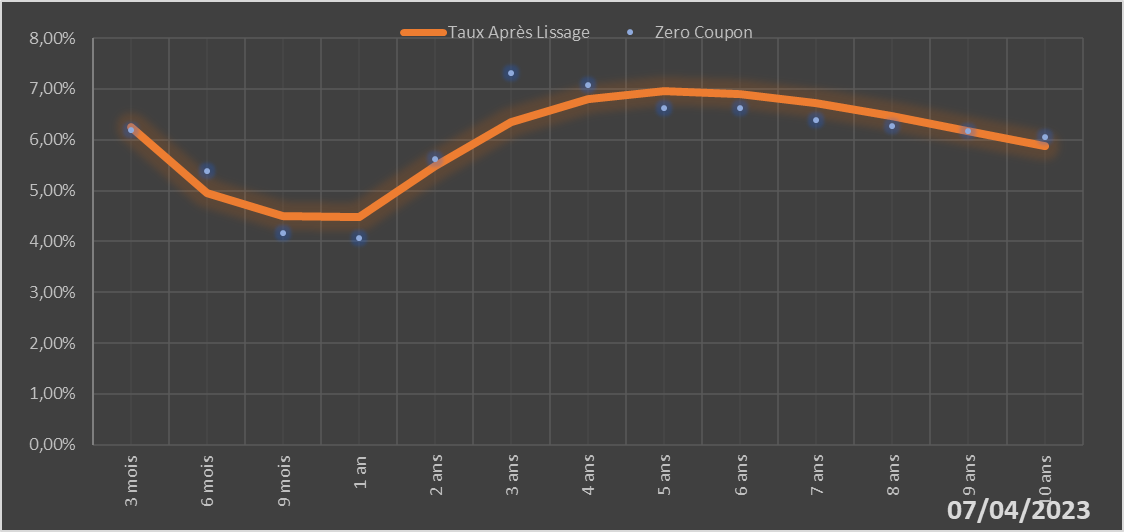 Taux Après Lissage
Zero Coupon
8,00%
7,00%
6,00%
5,00%
4,00%
3,00%
2,00%
1,00%
0,00%
3 mois
6 mois
9 mois
1 an
2 ans
3 ans
4 ans
5 ans
6 ans
7 ans
8 ans
9 ans
10 ans
07/04/2023